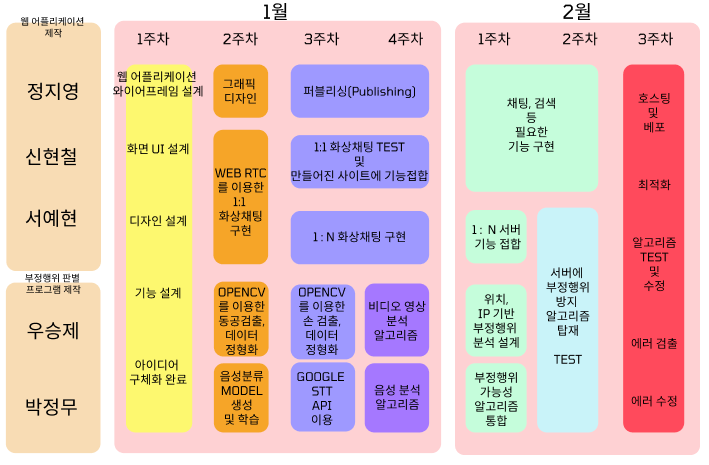 웹 어플리케이션
제작
정지영
신현철
서예현
부정행위 판별
프로그램 제작
우승제
박정무
1월
1주차
2주차
3주차
4주차
웹 어플리케이션
와이어프레임 설계
화면 UI 설계
디자인 설계
기능 설계
아이디어
구체화 완료
그래픽
디자인
WEB RTC
를 이용한
1:1
화상채팅
구현
OPENCV
를 이용한
동공검출,
데이터
정형화
음성분류
MODEL
생성
및 학습
퍼블리싱(Publishing)
1:1 화상채팅 TEST
및
만들어진 사이트에 기능접합
1 : N 화상채팅 구현
OPENCV
를 이용한
손 검출,
데이터
정형화
GOOGLE
STT
API
이용
비디오 영상
분석
알고리즘
음성 분석
알고리즘
2월
1주차
2주차
3주차
채팅, 검색
등
필요한
기능 구현
1 : N 서버
기능 접합
위치,
IP 기반
부정행위
분석 설계
부정행위
가능성
알고리즘
통합
서버에
부정행위
방지
알고리즘
탑재
TEST
호스팅
및
베포
최적화
알고리즘
TEST
및
수정
에러 검출
에러 수정